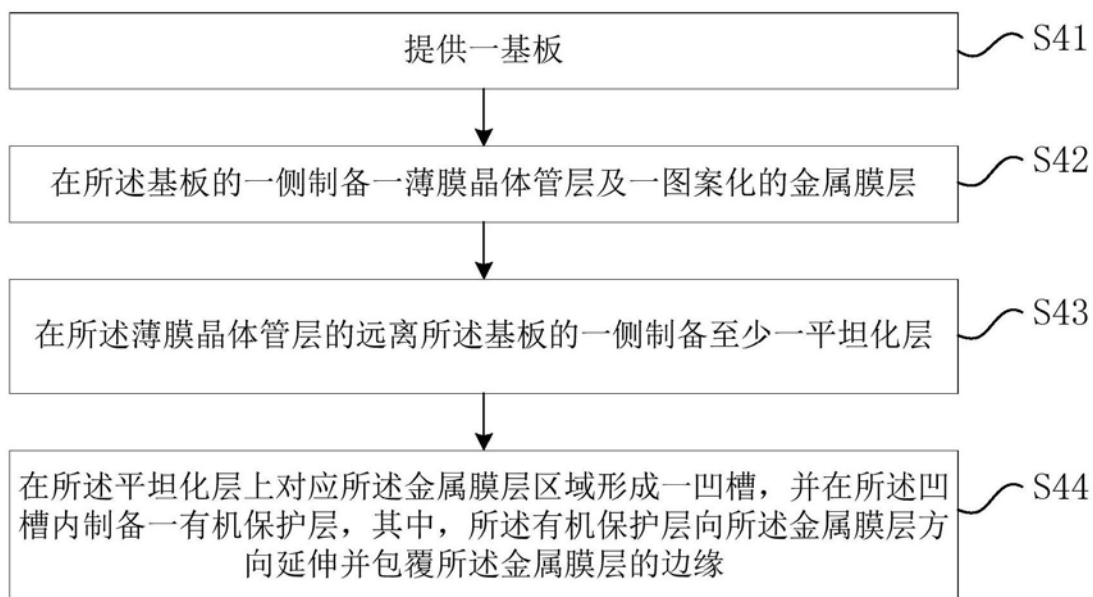 提供一基板
S41
在所述基板的一侧制备一薄膜晶体管层及一图案化的金属膜层
S42
在所述薄膜晶体管层的远离所述基板的一侧制备至少一平坦化层
S43
在所述平坦化层上对应所述金属膜层区域形成一凹槽，并在所述凹
槽内制备一有机保护层，其中，所述有机保护层向所述金属膜层方
向延伸并包覆所述金属膜层的边缘
S44